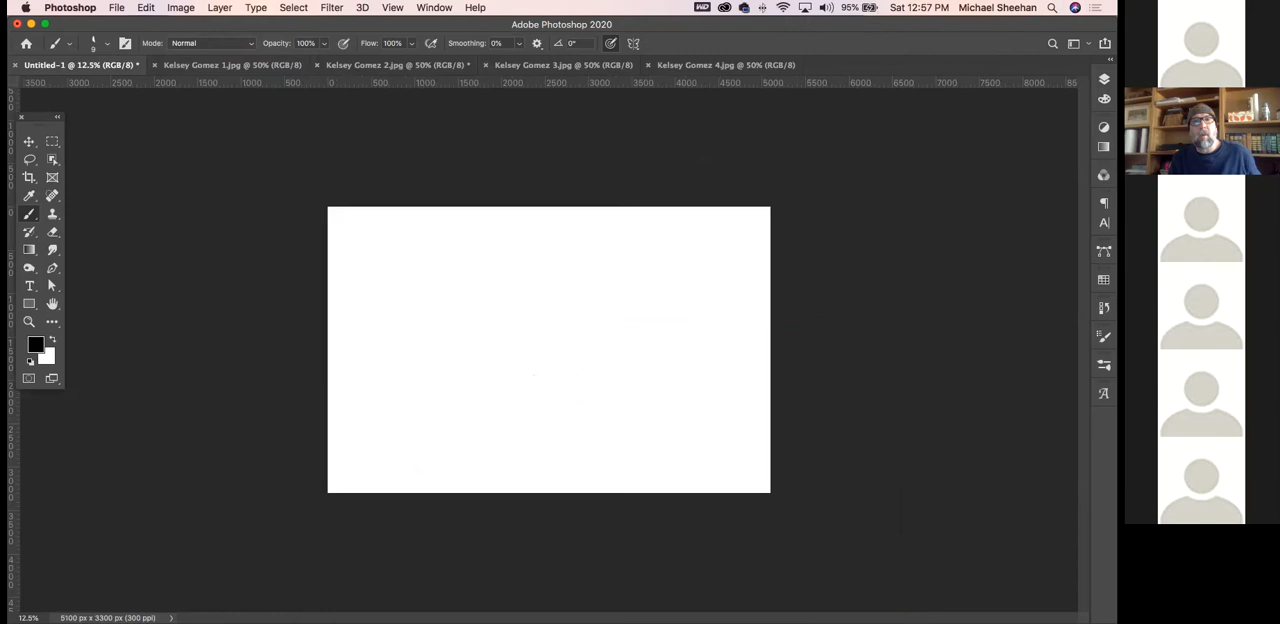 Photoshop File Edit Image Layer Type Select Filter 3D View Window Help 95% Sat 12:57 PM Michael Sheehan
Adobe Photoshop 2020
9 Mode: Normal Opacity: 100% Flow: 100% Smoothing: 0% 0°
Untitled-1 @ 12.5% (RGB/8) * Kelsey Gomez 1.jpg @ 50% (RGB/8) Kelsey Gomez 2.jpg @ 50% (RGB/8) * Kelsey Gomez 3.jpg @ 50% (RGB/8) Kelsey Gomez 4.jpg @ 50% (RGB/8)
3500 3000 2500 2000 1500 1000 500 0 500 1000 1500 2000 2500 3000 3500 4000 4500 5000 5500 6000 6500 7000 7500 8000 85
12.5% 5100 px x 3300 px (300 ppi)